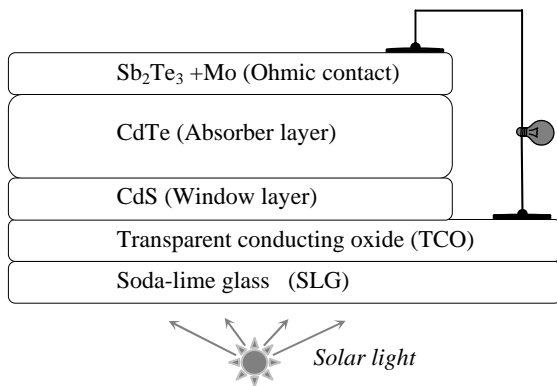 Sb₂Te₃ +Mo (Ohmic contact)
CdTe (Absorber layer)
CdS (Window layer)
Transparent conducting oxide (TCO)
Soda-lime glass (SLG)
Solar light